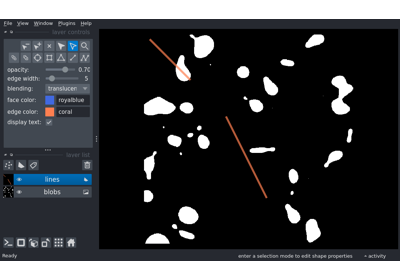 File View Window Plugins Help
layer controls
opacity: 0.70
edge width: 5
blending: translucen
face color: royalblue
edge color: coral
display text:
layer list
lines
blobs
Ready
enter a selection mode to edit shape properties
activity